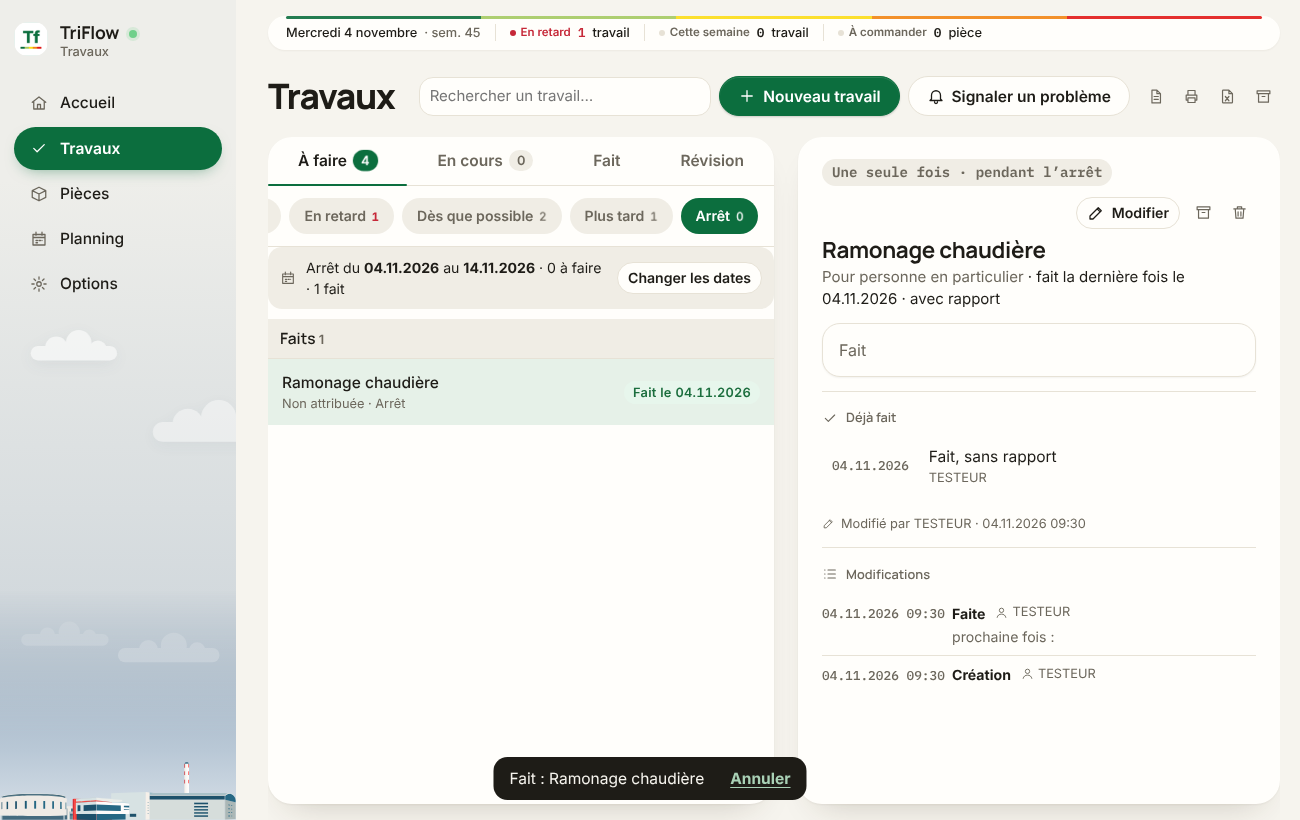 Tf
TriFlow
Travaux
Accueil
Travaux
Pièces
Planning
Options
Mercredi 4 novembre · sem. 45
En retard 1 travail
Cette semaine 0 travail
À commander 0 pièce
Travaux
Rechercher un travail...
Nouveau travail
Signaler un problème
À faire 4
En cours 0
Fait
Révision
En retard 1
Dès que possible 2
Plus tard 1
Arrêt 0
Arrêt du 04.11.2026 au 14.11.2026 · 0 à faire
· 1 fait
Changer les dates
Faits 1
Ramonage chaudière
Non attribuée · Arrêt
Fait le 04.11.2026
Une seule fois · pendant l’arrêt
Modifier
Ramonage chaudière
Pour personne en particulier · fait la dernière fois le
04.11.2026 · avec rapport
Fait
Déjà fait
04.11.2026
Fait, sans rapport
TESTEUR
Modifié par TESTEUR · 04.11.2026 09:30
Modifications
04.11.2026 09:30 Faite TESTEUR
prochaine fois :
04.11.2026 09:30 Création TESTEUR
Fait : Ramonage chaudière
Annuler